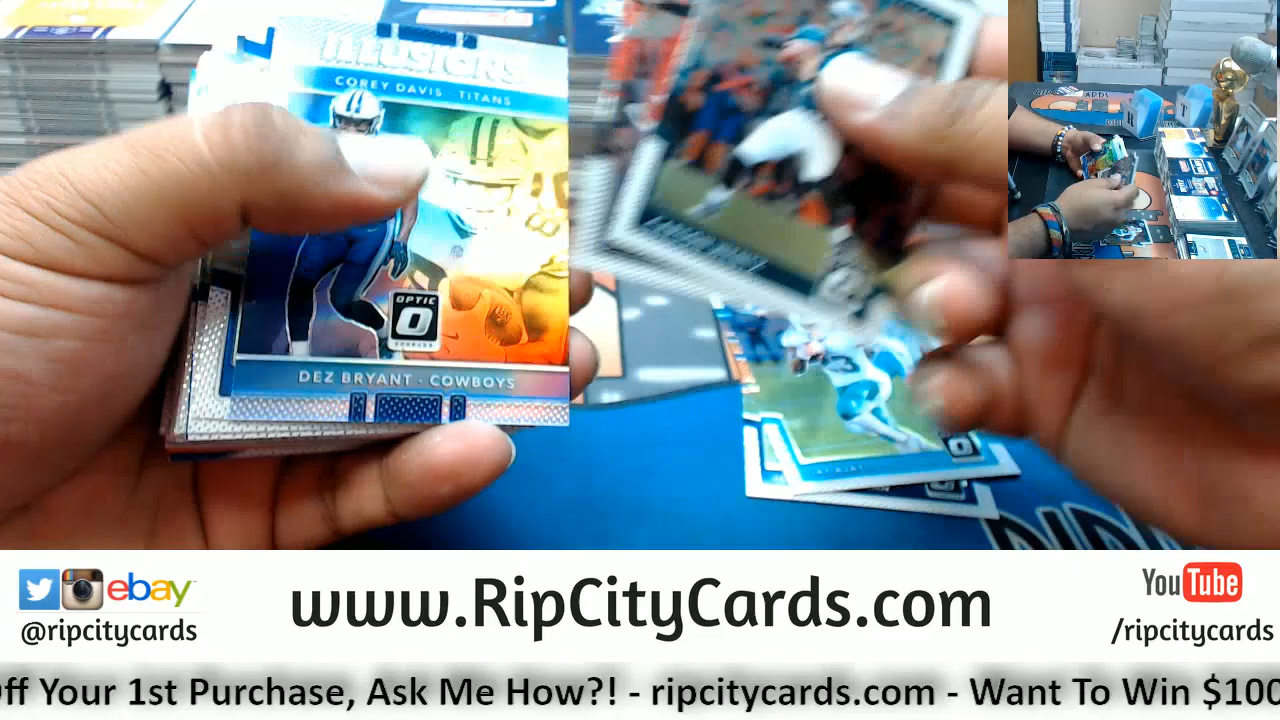 ILLUSIONS
COREY DAVIS TITANS
OPTIC
DONRUSS
DEZ BRYANT · COWBOYS
ebay
@ripcitycards
www.RipCityCards.com
YouTube
/ripcitycards
ff Your 1st Purchase, Ask Me How?! - ripcitycards.com - Want To Win $100